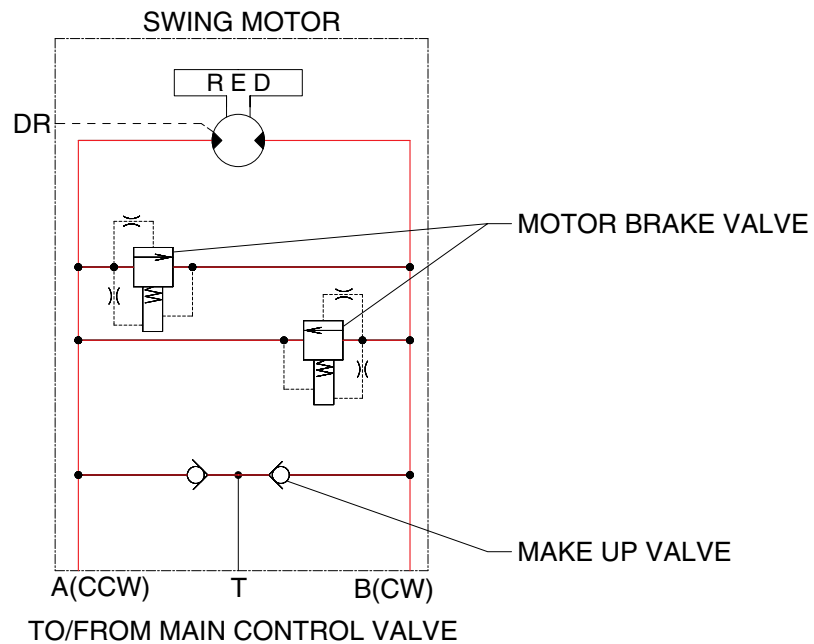 SWING MOTOR
R E D
DR
MOTOR BRAKE VALVE
MAKE UP VALVE
A(CCW) T B(CW)
TO/FROM MAIN CONTROL VALVE